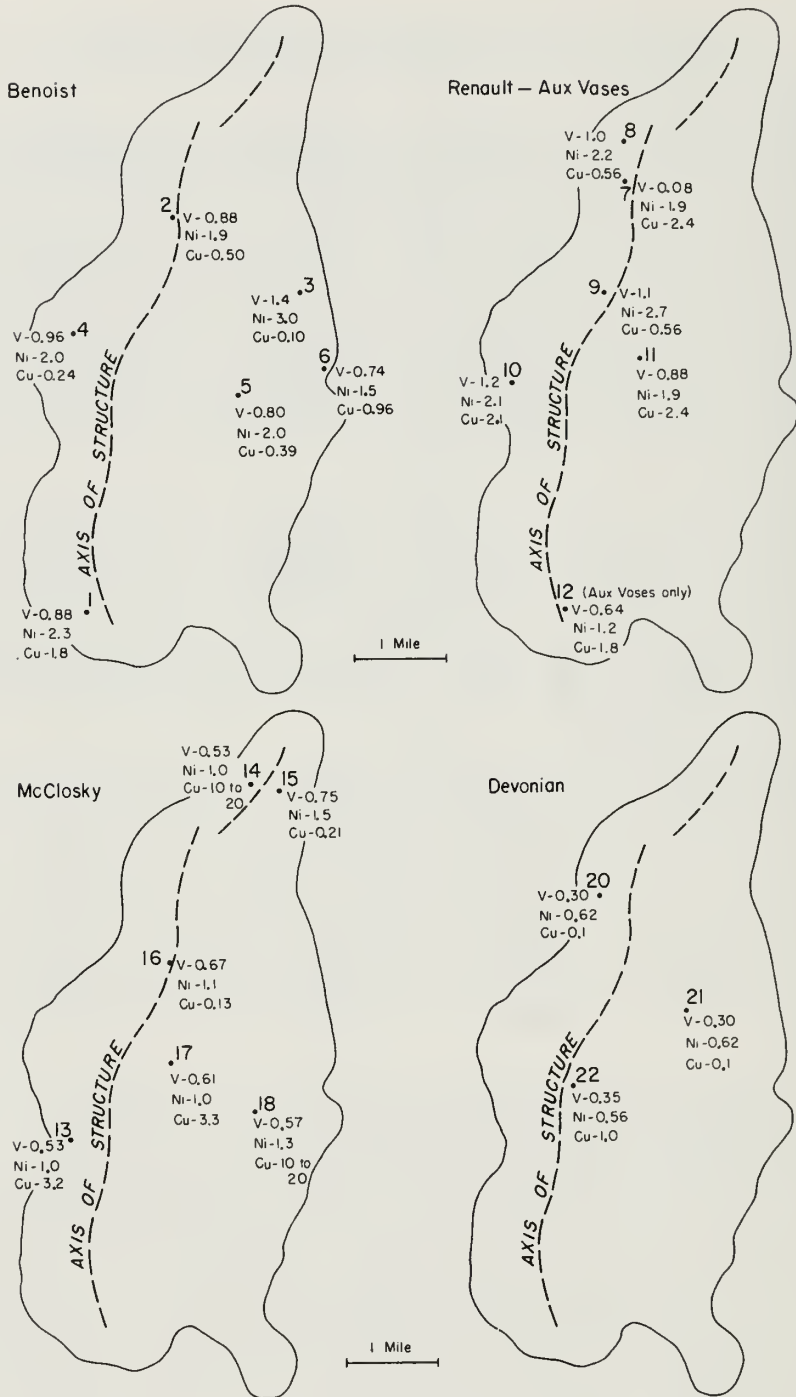 Benoist
2
V-0.88
Ni-1.9
Cu-0.50
3
V-1.4
Ni-3.0
Cu-0.10
4
V-0.96
Ni-2.0
Cu-0.24
6
V-0.74
Ni-1.5
Cu-0.96
5
V-0.80
Ni-2.0
Cu-0.39
AXIS OF STRUCTURE
1
V-0.88
Ni-2.3
Cu-1.8
Renault – Aux Vases
8
V-1.0
Ni-2.2
Cu-0.56
7
V-0.08
Ni-1.9
Cu-2.4
9
V-1.1
Ni-2.7
Cu-0.56
11
V-0.88
Ni-1.9
Cu-2.4
10
V-1.2
Ni-2.1
Cu-2.1
AXIS OF STRUCTURE
12 (Aux Vases only)
V-0.64
Ni-1.2
Cu-1.8
1 Mile
McClosky
14
V-0.53
Ni-1.0
Cu-10 to
20
15
V-0.75
Ni-1.5
Cu-0.21
16
V-0.67
Ni-1.1
Cu-0.13
17
V-0.61
Ni-1.0
Cu-3.3
18
V-0.57
Ni-1.3
Cu-10 to
20
13
V-0.53
Ni-1.0
Cu-3.2
AXIS OF STRUCTURE
Devonian
20
V-0.30
Ni-0.62
Cu-0.1
21
V-0.30
Ni-0.62
Cu-0.1
22
V-0.35
Ni-0.56
Cu-1.0
AXIS OF STRUCTURE
1 Mile